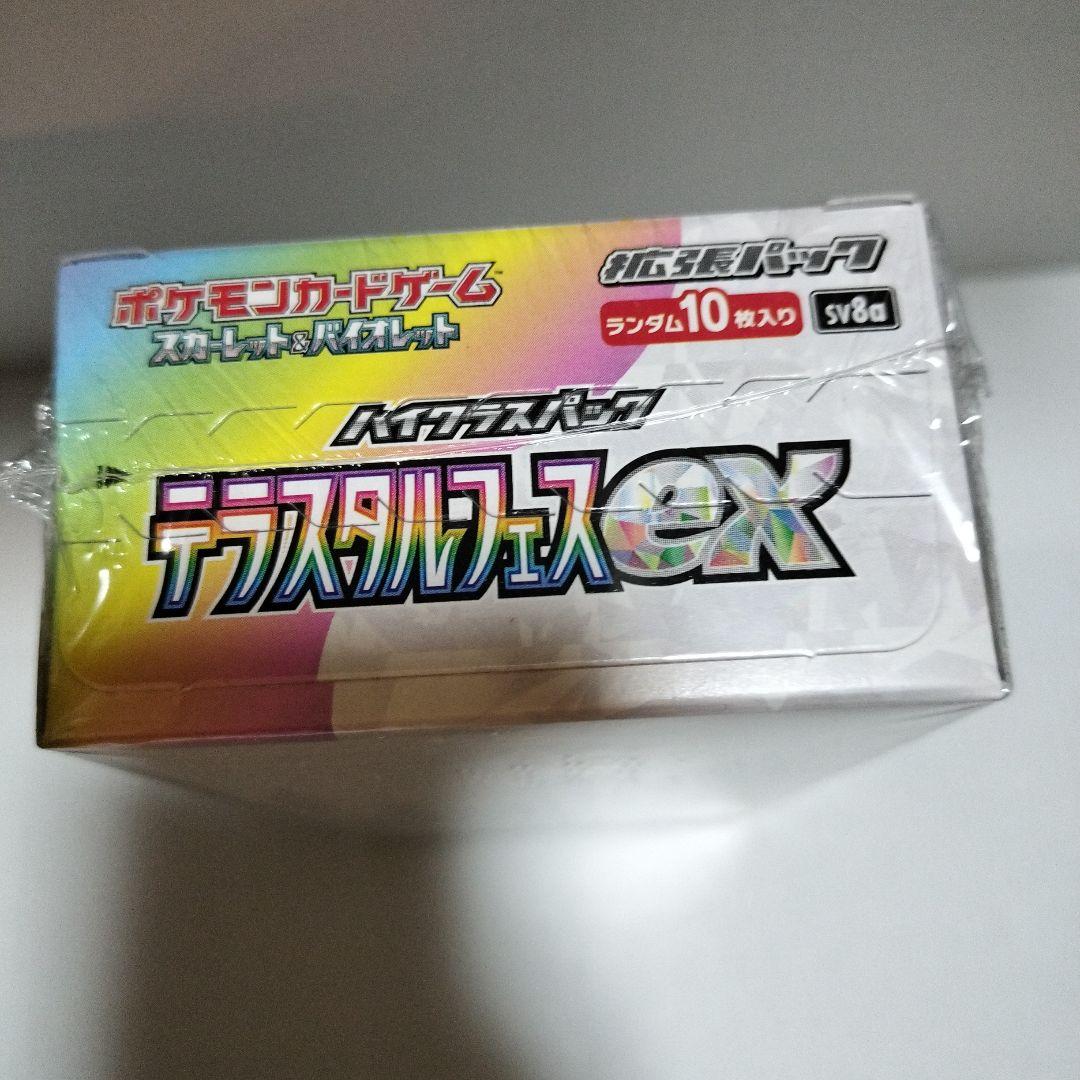 ポケモンカードゲーム™
スカーレット&バイオレット
拡張パック
ランダム10枚入り
SV8a
ハイクラスパック
テラスタルフェスex